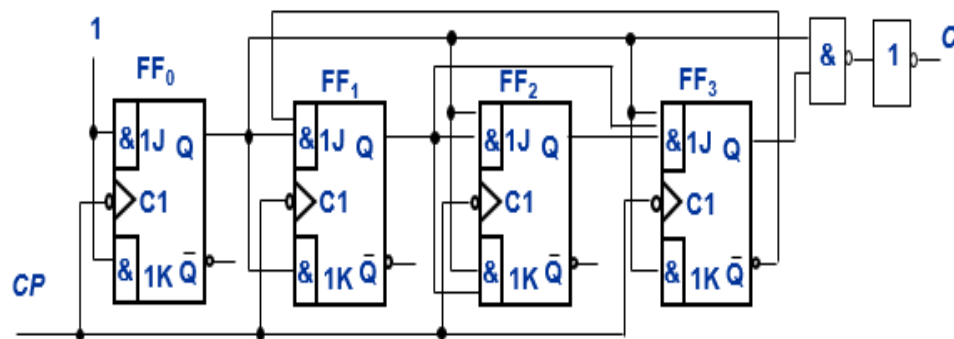 1
C
FF₀
FF₁
FF₂
FF₃
& 1
& 1J Q
& 1J Q
& 1J Q
& 1J Q
C1
C1
C1
C1
& 1K Q̄
& 1K Q̄
& 1K Q̄
& 1K Q̄
CP